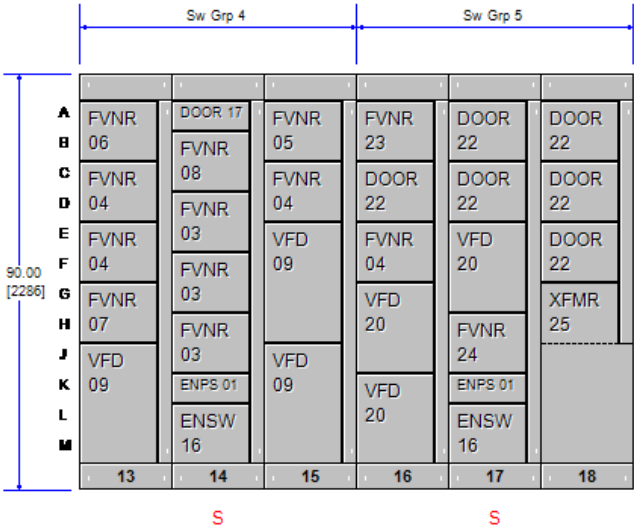 Sw Grp 4
Sw Grp 5
90.00
[2286]
A
B
C
D
E
F
G
H
J
K
L
M
FVNR
06
FVNR
04
FVNR
04
FVNR
07
VFD
09
13
DOOR 17
FVNR
08
FVNR
03
FVNR
03
FVNR
03
ENPS 01
ENSW
16
14
FVNR
05
FVNR
04
VFD
09
VFD
09
15
FVNR
23
DOOR
22
FVNR
04
VFD
20
VFD
20
16
DOOR
22
DOOR
22
VFD
20
FVNR
24
ENPS 01
ENSW
16
17
DOOR
22
DOOR
22
DOOR
22
XFMR
25
18
S
S